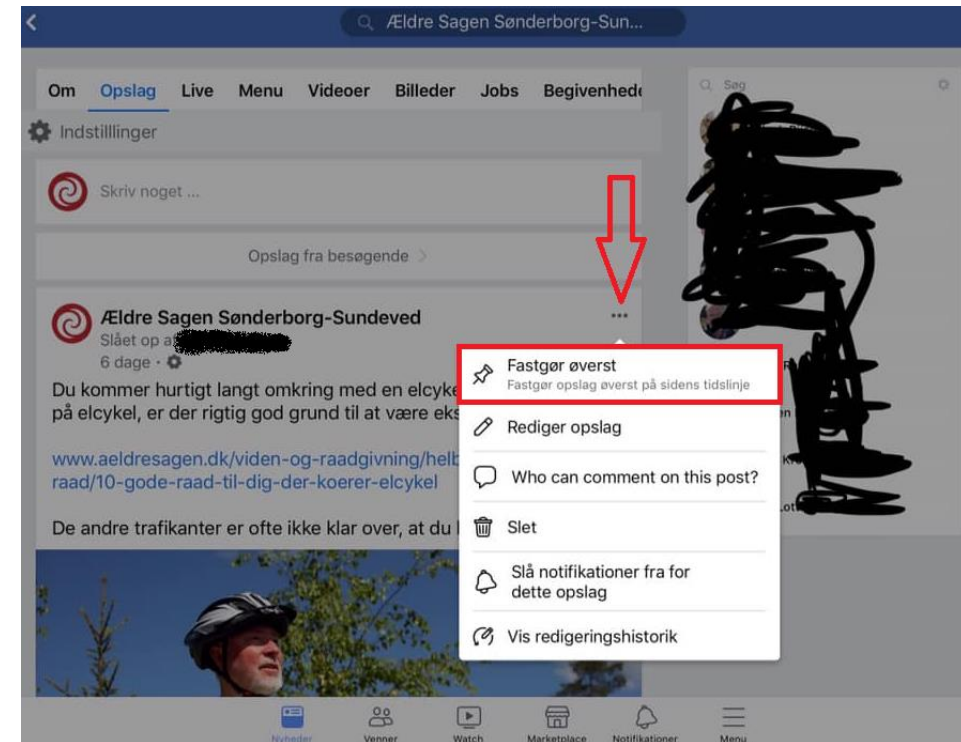 Ældre Sagen Sønderborg-Sun...
Om Opslag Live Menu Videoer Billeder Jobs Begivenhede
Søg
Indstilllinger
Skriv noget ...
Opslag fra besøgende
Ældre Sagen Sønderborg-Sundeved
Slået op a
6 dage ·
Du kommer hurtigt langt omkring med en elcyke
på elcykel, er der rigtig god grund til at være eks
www.aeldresagen.dk/viden-og-raadgivning/helb
raad/10-gode-raad-til-dig-der-koerer-elcykel
De andre trafikanter er ofte ikke klar over, at du
Fastgør øverst
Fastgør opslag øverst på sidens tidslinje
Rediger opslag
Who can comment on this post?
Slet
Slå notifikationer fra for
dette opslag
Vis redigeringshistorik
Nyheder Venner Watch Marketplace Notifikationer Menu